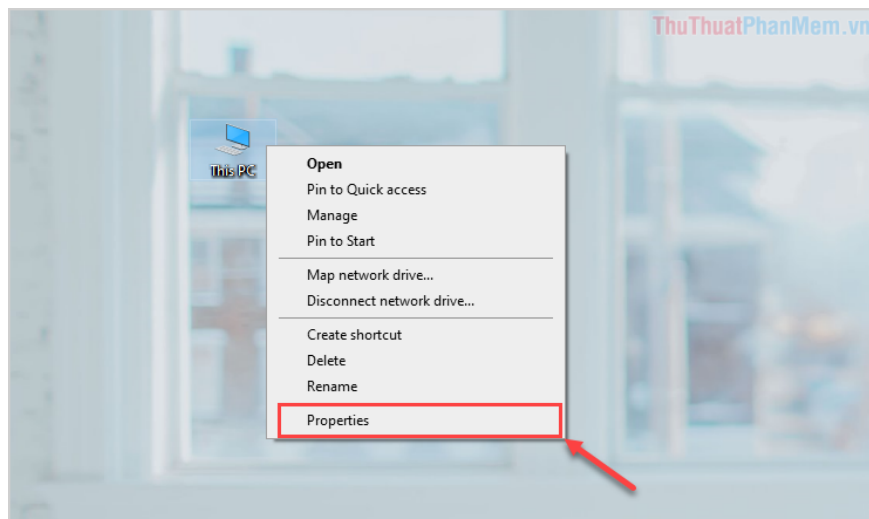 ThuThuatPhanMem.vn
This PC
Open
Pin to Quick access
Manage
Pin to Start
Map network drive...
Disconnect network drive...
Create shortcut
Delete
Rename
Properties